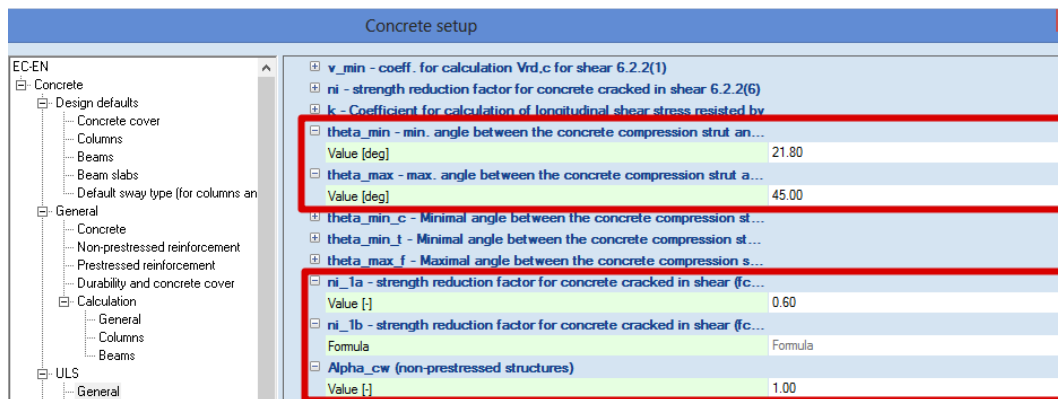 Concrete setup
EC-EN
Concrete
Design defaults
Concrete cover
Columns
Beams
Beam slabs
Default sway type (for columns an
General
Concrete
Non-prestressed reinforcement
Prestressed reinforcement
Durability and concrete cover
Calculation
General
Columns
Beams
ULS
General
v_min - coeff. for calculation Vrd,c for shear 6.2.2(1)
ni - strength reduction factor for concrete cracked in shear 6.2.2(6)
k - Coefficient for calculation of longitudinal shear stress resisted by
theta_min - min. angle between the concrete compression strut an...
Value [deg] 21.80
theta_max - max. angle between the concrete compression strut a...
Value [deg] 45.00
theta_min_c - Minimal angle between the concrete compression st...
theta_min_t - Minimal angle between the concrete compression st...
theta_max_f - Maximal angle between the concrete compression s...
ni_1a - strength reduction factor for concrete cracked in shear (fc...
Value [-] 0.60
ni_1b - strength reduction factor for concrete cracked in shear (fc...
Formula Formula
Alpha_cw (non-prestressed structures)
Value [-] 1.00